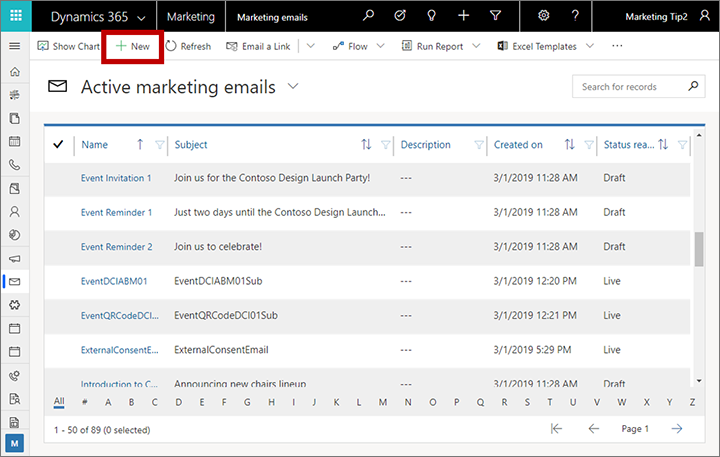 Dynamics 365 Marketing Marketing emails Marketing Tip2
Show Chart New Refresh Email a Link Flow Run Report Excel Templates
Active marketing emails Search for records
Name Subject Description Created on Status rea...
Event Invitation 1 Join us for the Contoso Design Launch Party! --- 3/1/2019 11:28 AM Draft
Event Reminder 1 Just two days until the Contoso Design Launch... --- 3/1/2019 11:28 AM Draft
Event Reminder 2 Join us to celebrate! --- 3/1/2019 11:28 AM Draft
EventDCIABM01 EventDCIABM01Sub --- 3/1/2019 12:20 PM Live
EventQRCodeDCI... EventQRCodeDCI01Sub --- 3/1/2019 12:21 PM Live
ExternalConsentE... ExternalConsentEmail --- 3/1/2019 5:29 PM Live
Introduction to C... Announcing new chairs lineup --- 3/1/2019 11:28 AM Draft
All # A B C D E F G H I J K L M N O P Q R S T U V W X Y Z
1 - 50 of 89 (0 selected) Page 1
M